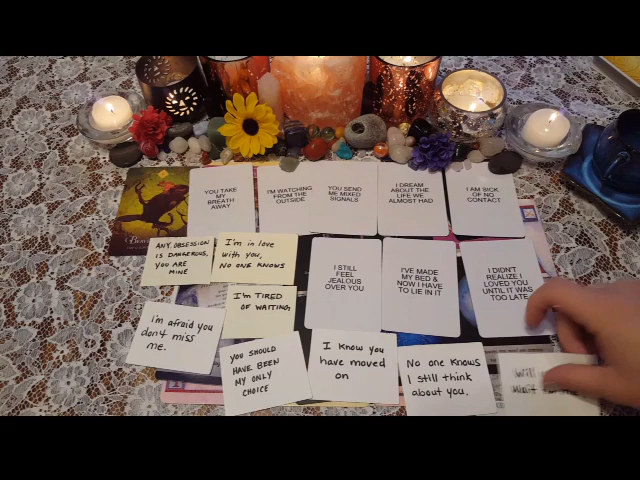 YOU TAKE
MY
BREATH
AWAY
I'M WATCHING
FROM THE
OUTSIDE
YOU SEND
ME MIXED
SIGNALS
I DREAM
ABOUT THE
LIFE WE
ALMOST HAD
I AM SICK
OF NO
CONTACT
ANY OBSESSION
IS DANGEROUS,
YOU ARE
MINE
I'm in love
with you,
NO ONE KNOWS
I'm TIRED
OF WAITING
I STILL
FEEL
JEALOUS
OVER YOU
I'VE MADE
MY BED &
NOW I HAVE
TO LIE IN IT
I DIDN'T
REALIZE I
LOVED YOU
UNTIL IT WAS
TOO LATE
i'm afraid you
don't miss
me.
YOU SHOULD
HAVE BEEN
MY ONLY
CHOICE
I know you
have moved
on
No one knows
I still think
about you.
Will
wait